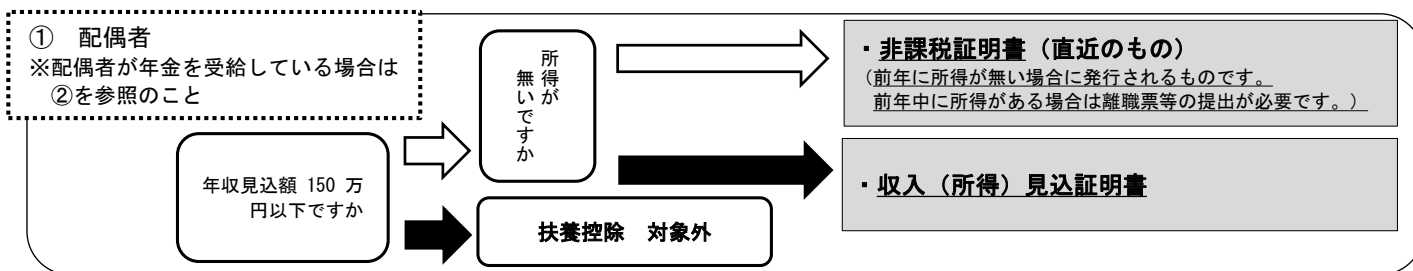 ① 配偶者
※配偶者が年金を受給している場合は
②を参照のこと
年収見込額 150 万
円以下ですか
所得が
無いですか
扶養控除 対象外
・非課税証明書(直近のもの)
(前年に所得が無い場合に発行されるものです。
前年中に所得がある場合は離職票等の提出が必要です。)
・収入(所得)見込証明書